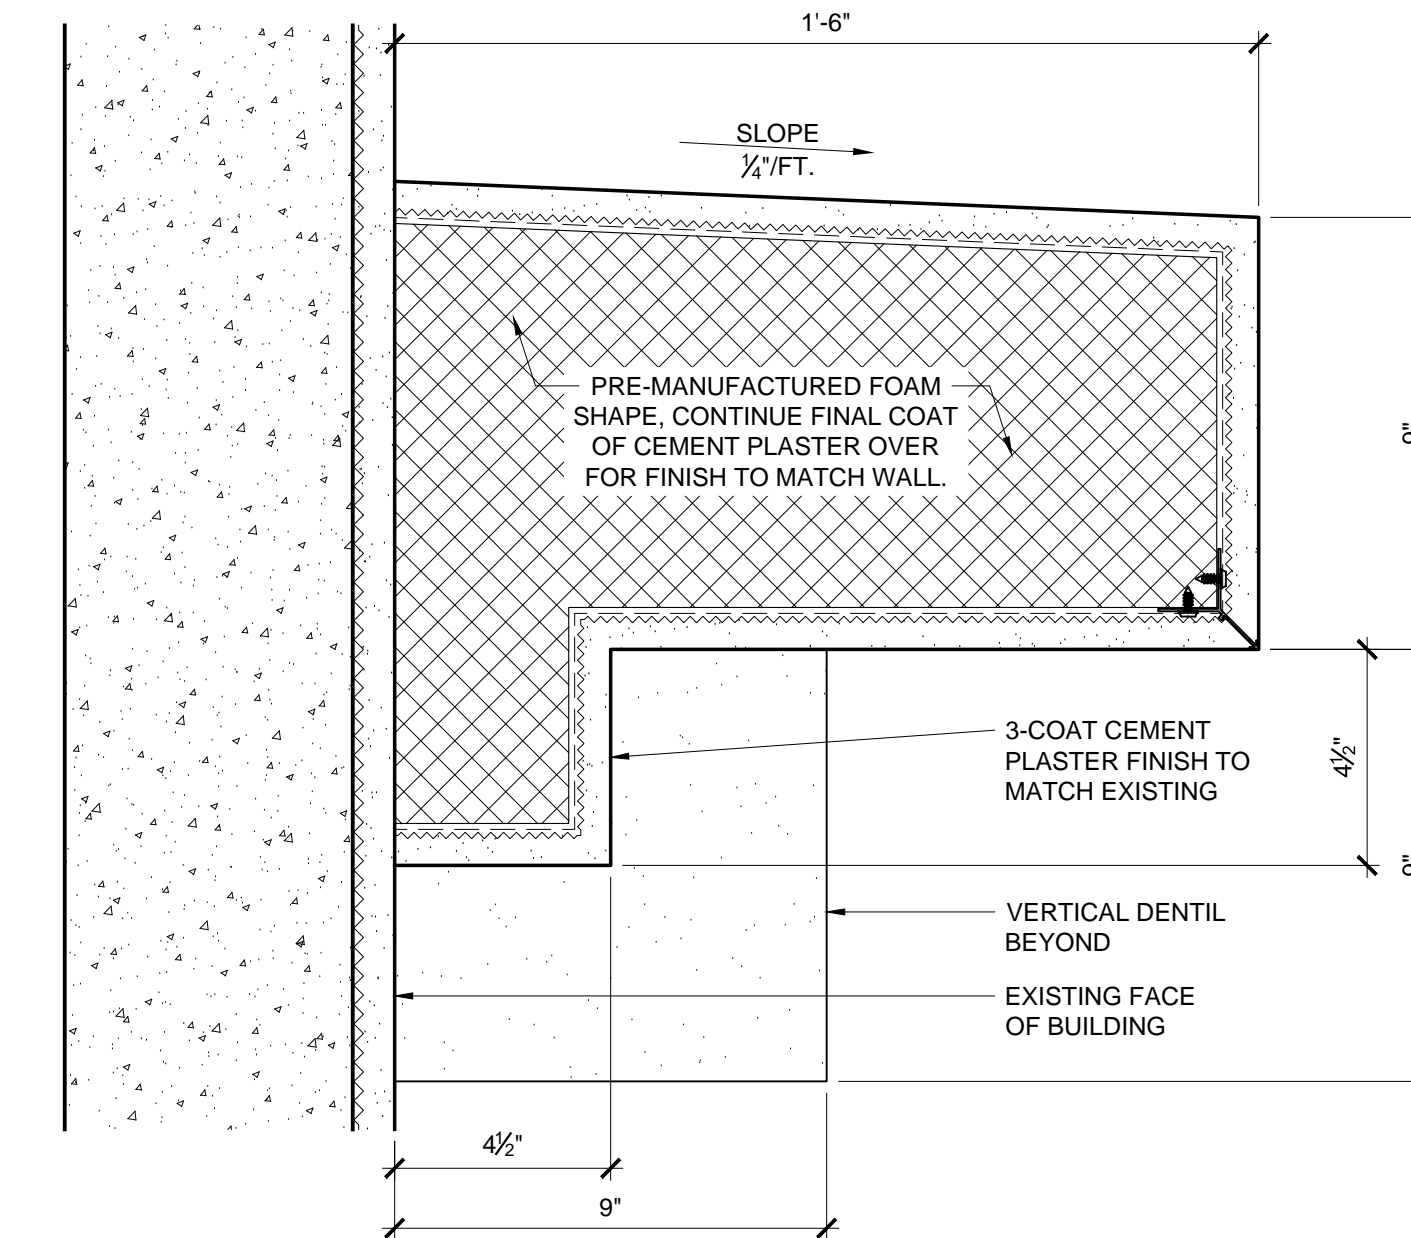 1'-6"
SLOPE
¼"/FT.
PRE-MANUFACTURED FOAM
SHAPE, CONTINUE FINAL COAT
OF CEMENT PLASTER OVER
FOR FINISH TO MATCH WALL.
3-COAT CEMENT
PLASTER FINISH TO
MATCH EXISTING
4½"
VERTICAL DENTIL
BEYOND
EXISTING FACE
OF BUILDING
4½"
9"